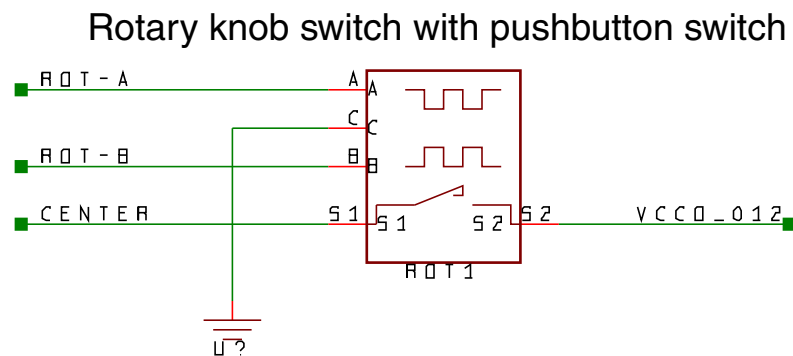 Rotary knob switch with pushbutton switch
ROT-A A A
C C
ROT-B B B
CENTER S1 S1 S2 S2 VCCO_012
ROT1
U?